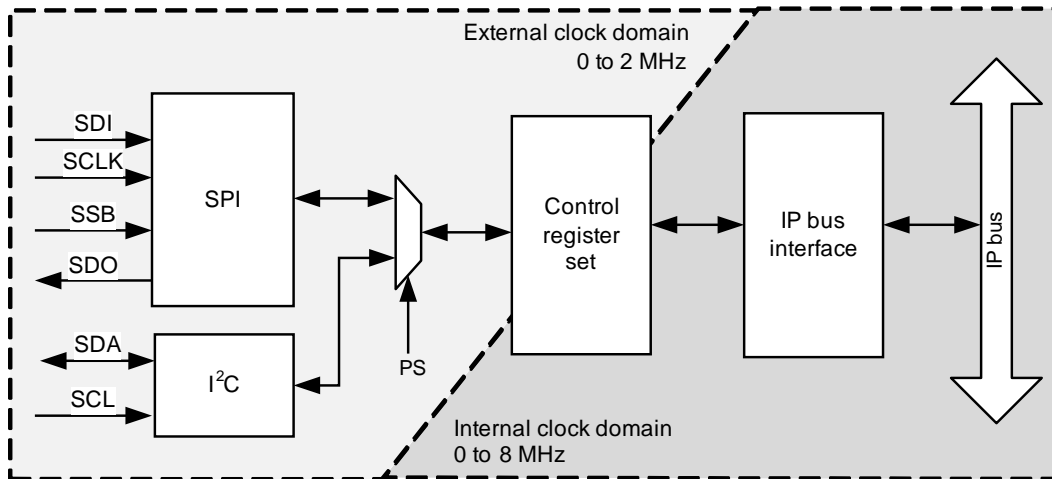 External clock domain
0 to 2 MHz
SDI
SCLK
SSB
SDO
SPI
SDA
SCL
I²C
PS
Control
register
set
IP bus
interface
IP bus
Internal clock domain
0 to 8 MHz